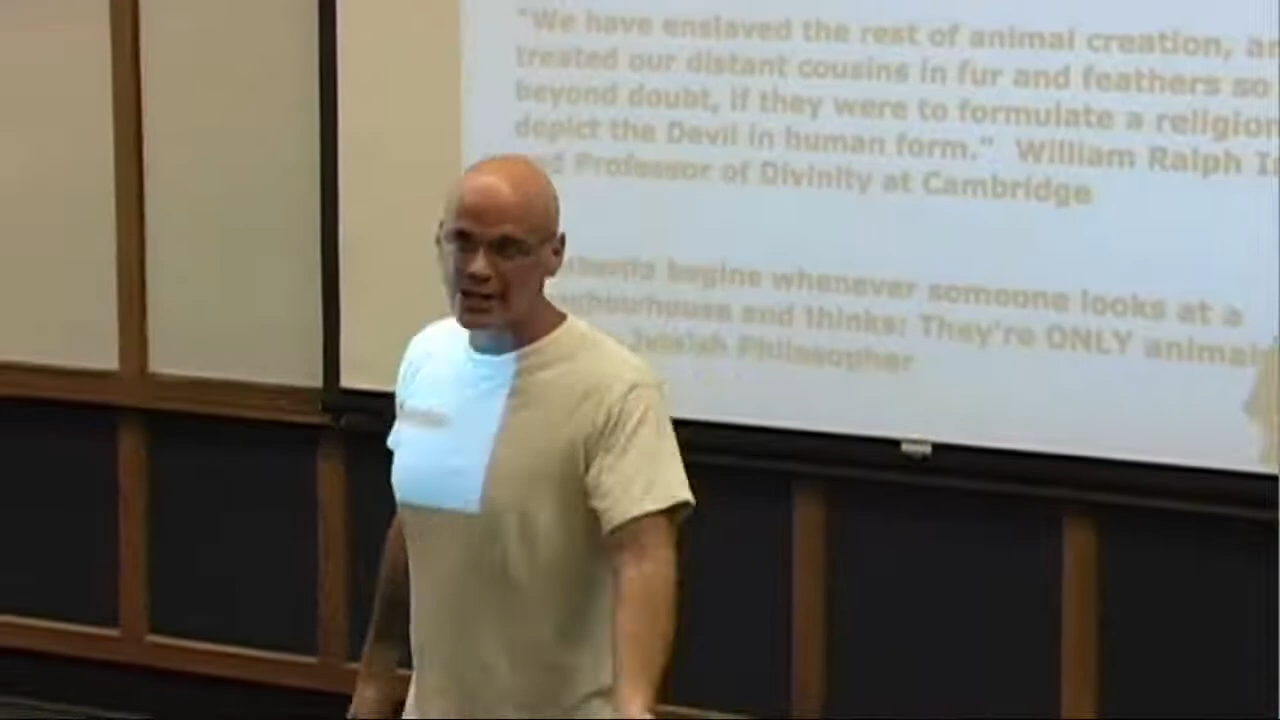 "We have enslaved the rest of animal creation, a
treated our distant cousins in fur and feathers so
beyond doubt, if they were to formulate a religion
depict the Devil in human form." William Ralph I
Professor of Divinity at Cambridge
begins whenever someone looks at a
and thinks: They're ONLY animal
Jewish Philosopher